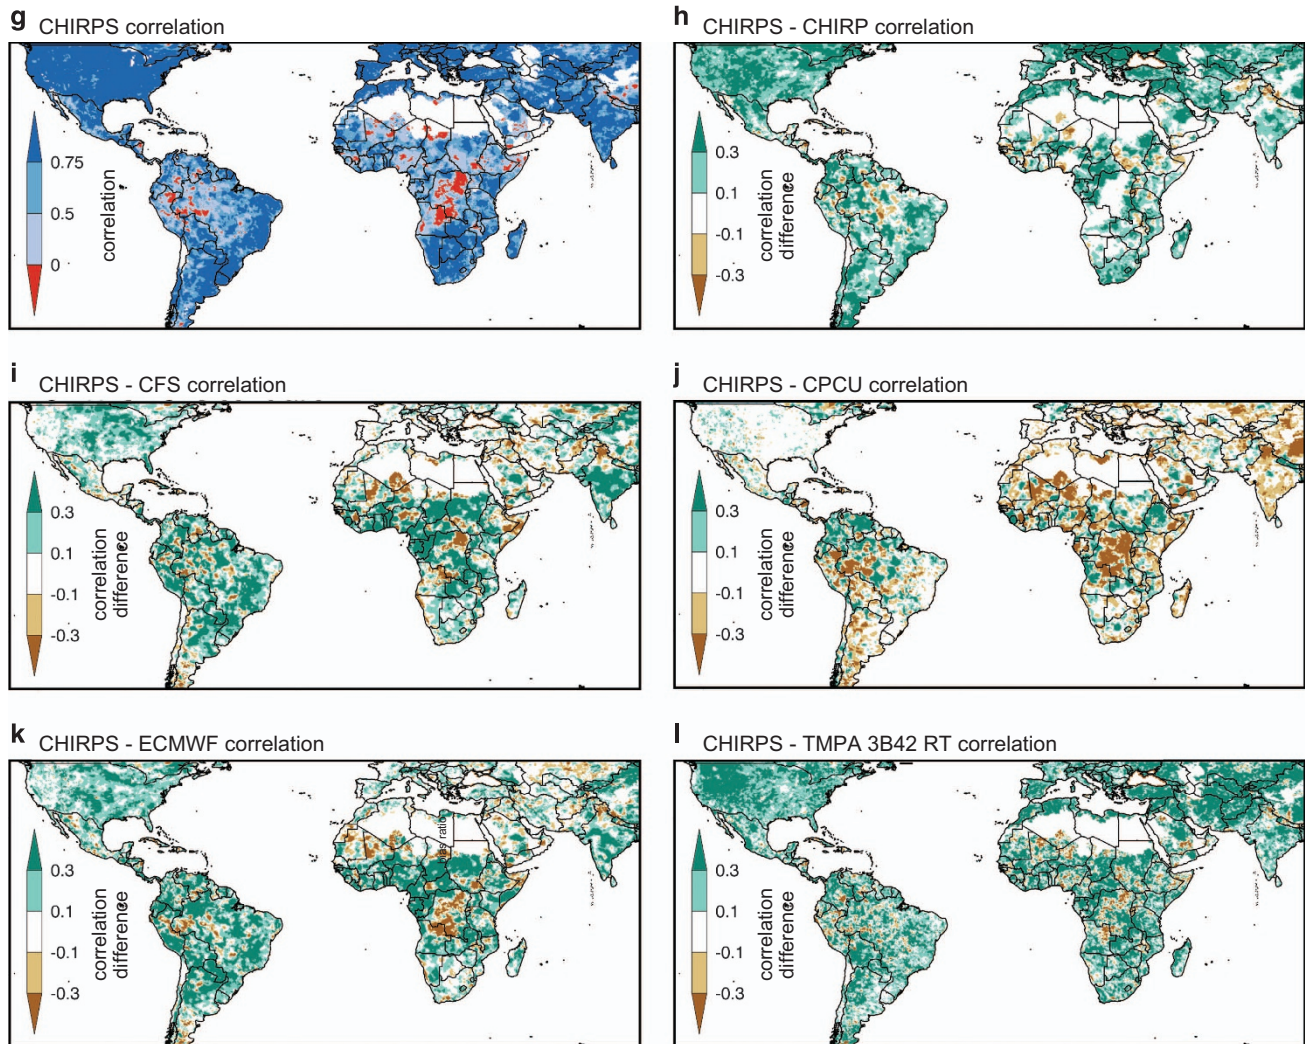 g CHIRPS correlation
0.75
0.5
0
correlation
h CHIRPS - CHIRP correlation
0.3
0.1
-0.1
-0.3
correlation
difference
i CHIRPS - CFS correlation
0.3
0.1
-0.1
-0.3
correlation
difference
j CHIRPS - CPCU correlation
0.3
0.1
-0.1
-0.3
correlation
difference
k CHIRPS - ECMWF correlation
0.3
0.1
-0.1
-0.3
correlation
difference
ratio
l CHIRPS - TMPA 3B42 RT correlation
0.3
0.1
-0.1
-0.3
correlation
difference